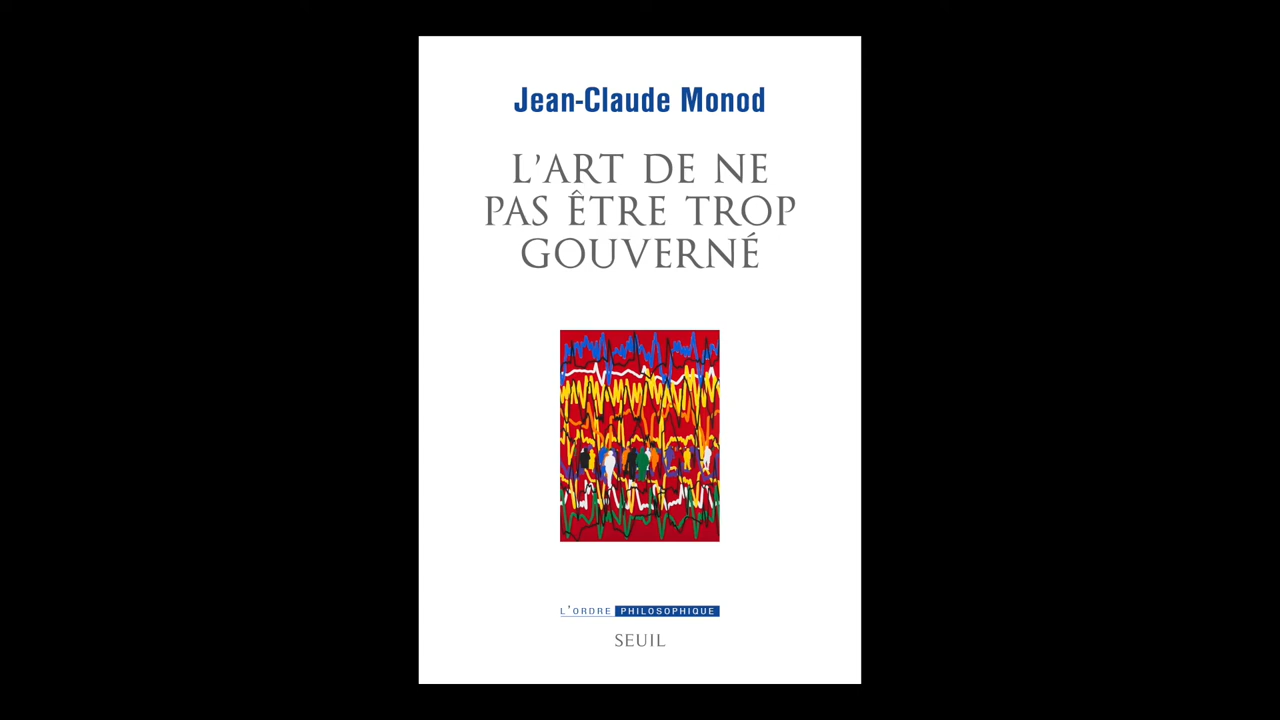 Jean-Claude Monod
L'ART DE NE
PAS ÊTRE TROP
GOUVERNÉ
L'ORDRE PHILOSOPHIQUE
SEUIL